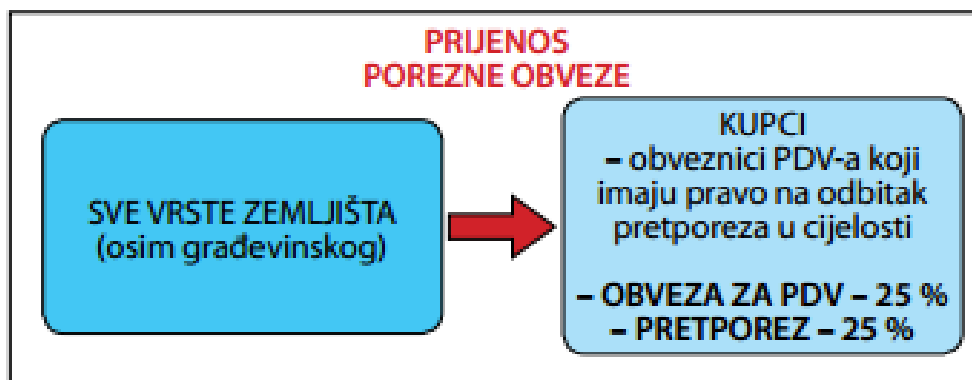 PRIJENOS
POREZNE OBVEZE
SVE VRSTE ZEMLJIŠTA
(osim građevinskog)
KUPCI
– obveznici PDV-a koji
imaju pravo na odbitak
pretporeza u cijelosti
– OBVEZA ZA PDV – 25 %
– PRETPOREZ – 25 %